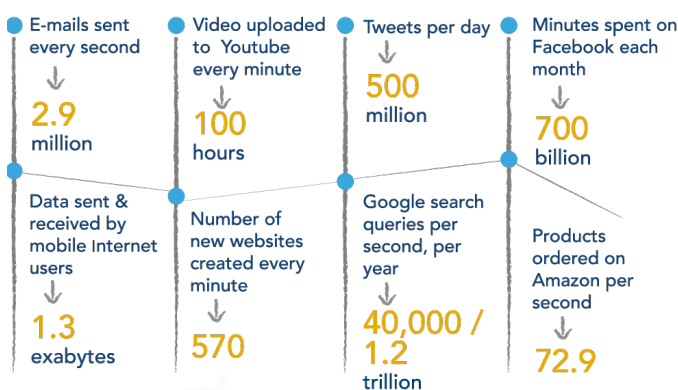 E-mails sent
every second
2.9
million
Video uploaded
to Youtube
every minute
100
hours
Tweets per day
500
million
Minutes spent on
Facebook each
month
700
billion
Data sent &
received by
mobile Internet
users
1.3
exabytes
Number of
new websites
created every
minute
570
Google search
queries per
second, per
year
40,000 /
1.2
trillion
Products
ordered on
Amazon per
second
72.9